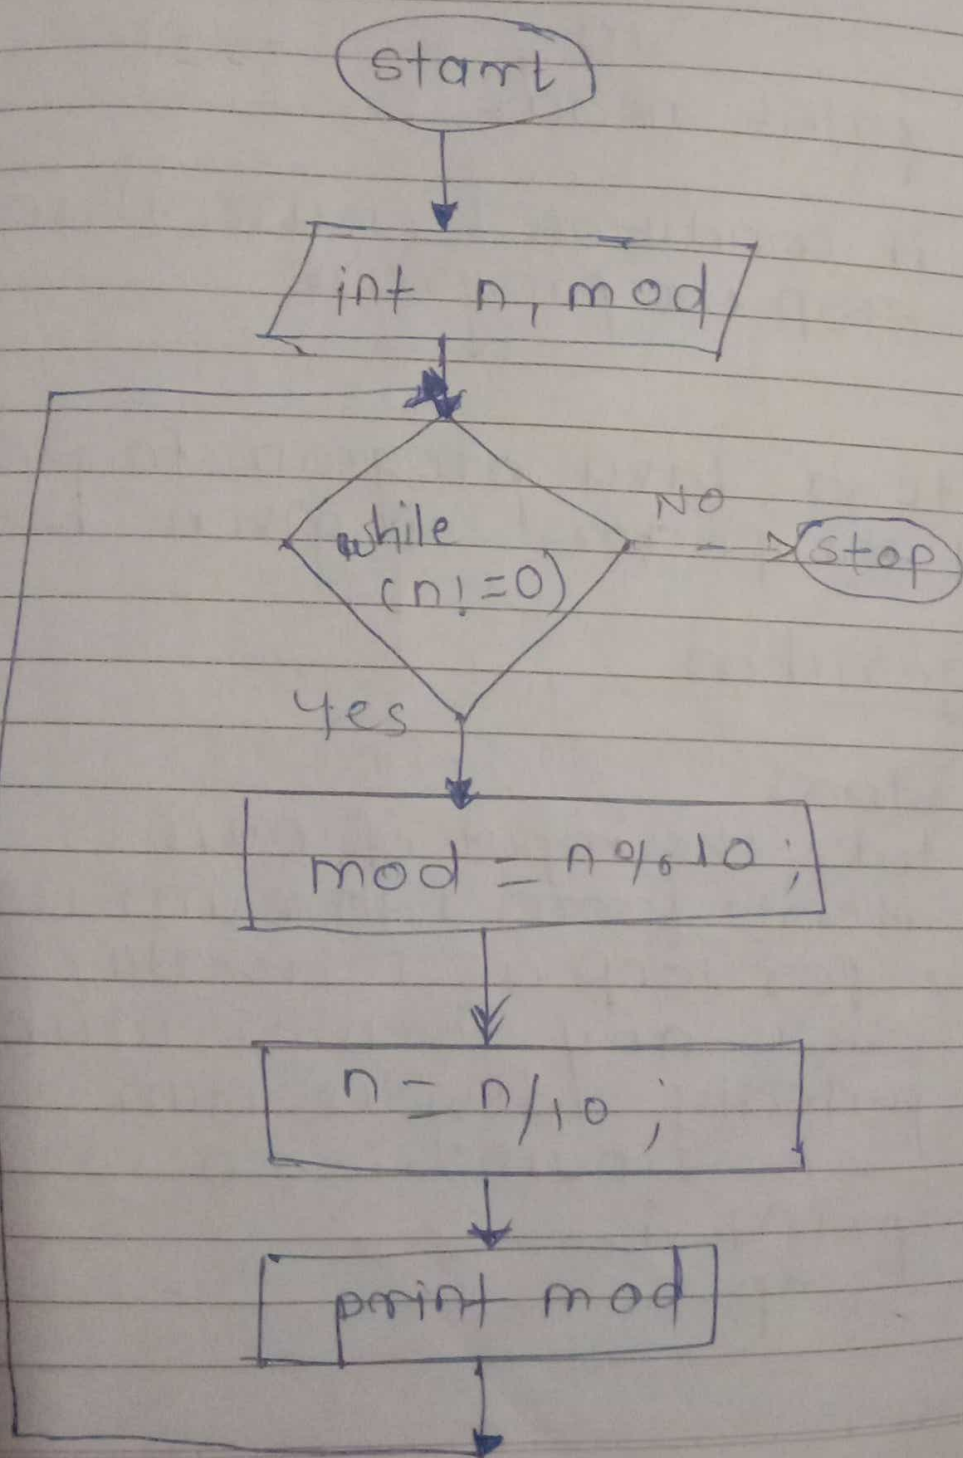 start
int n, mod
while
(n!=0)
NO
stop
Yes
mod = n%10;
n = n/10;
print mod